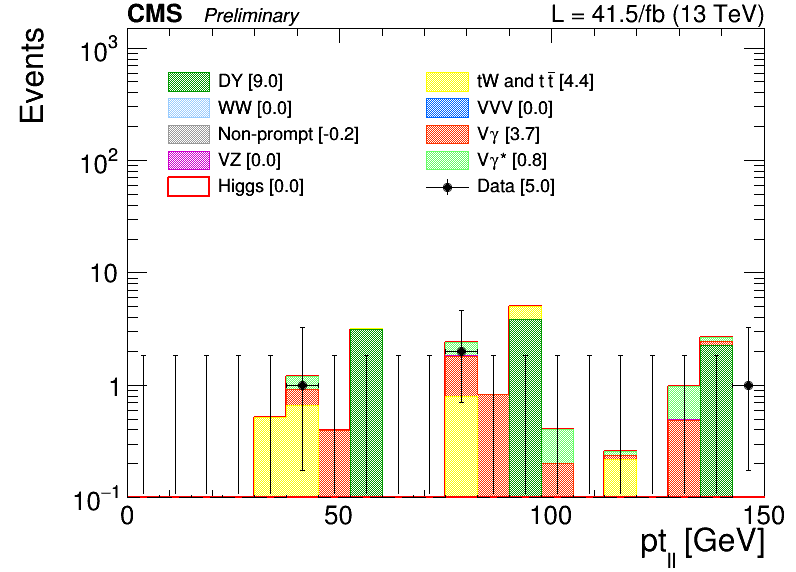 CMS Preliminary L = 41.5/fb (13 TeV)
Events
10³
10²
10
1
10⁻¹
DY [9.0]
WW [0.0]
Non-prompt [-0.2]
VZ [0.0]
Higgs [0.0]
tW and tt̅ [4.4]
VVV [0.0]
Vγ [3.7]
Vγ* [0.8]
Data [5.0]
0 50 100 150
pt_ll [GeV]